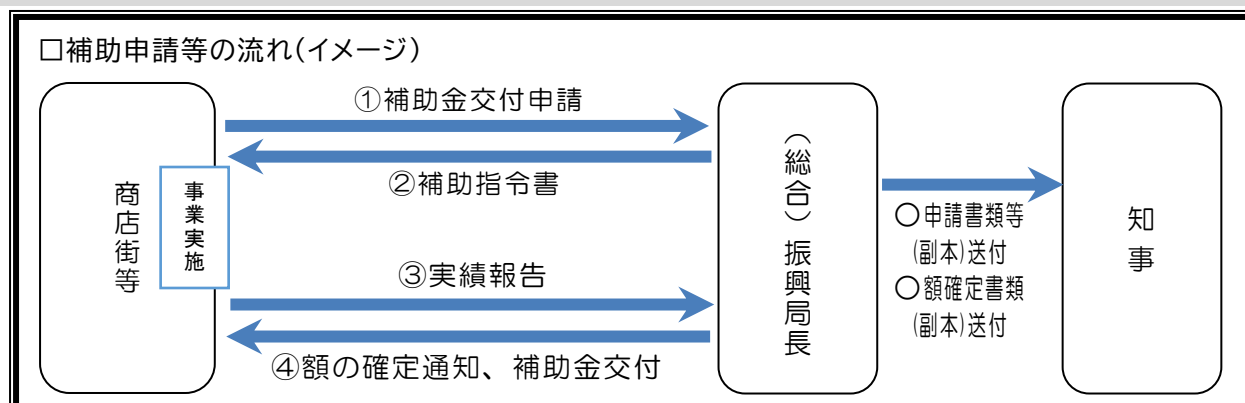 □補助申請等の流れ(イメージ)
①補助金交付申請
②補助指令書
商店街等
事業実施
③実績報告
④額の確定通知、補助金交付
(総合)振興局長
○申請書類等
(副本)送付
○額確定書類
(副本)送付
知事